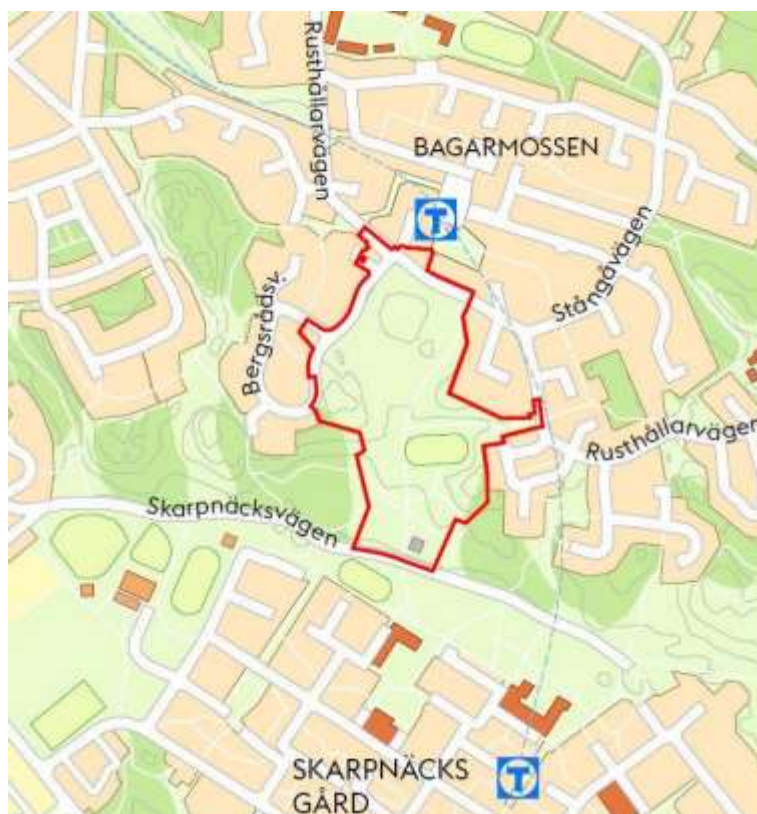 Rusthållarvägen
BAGARMOSSEN
T
Stångåvägen
Bergsrådsv.
Rusthållarvägen
Skarpnäcksvägen
SKARPNÄCKS
GÅRD
T